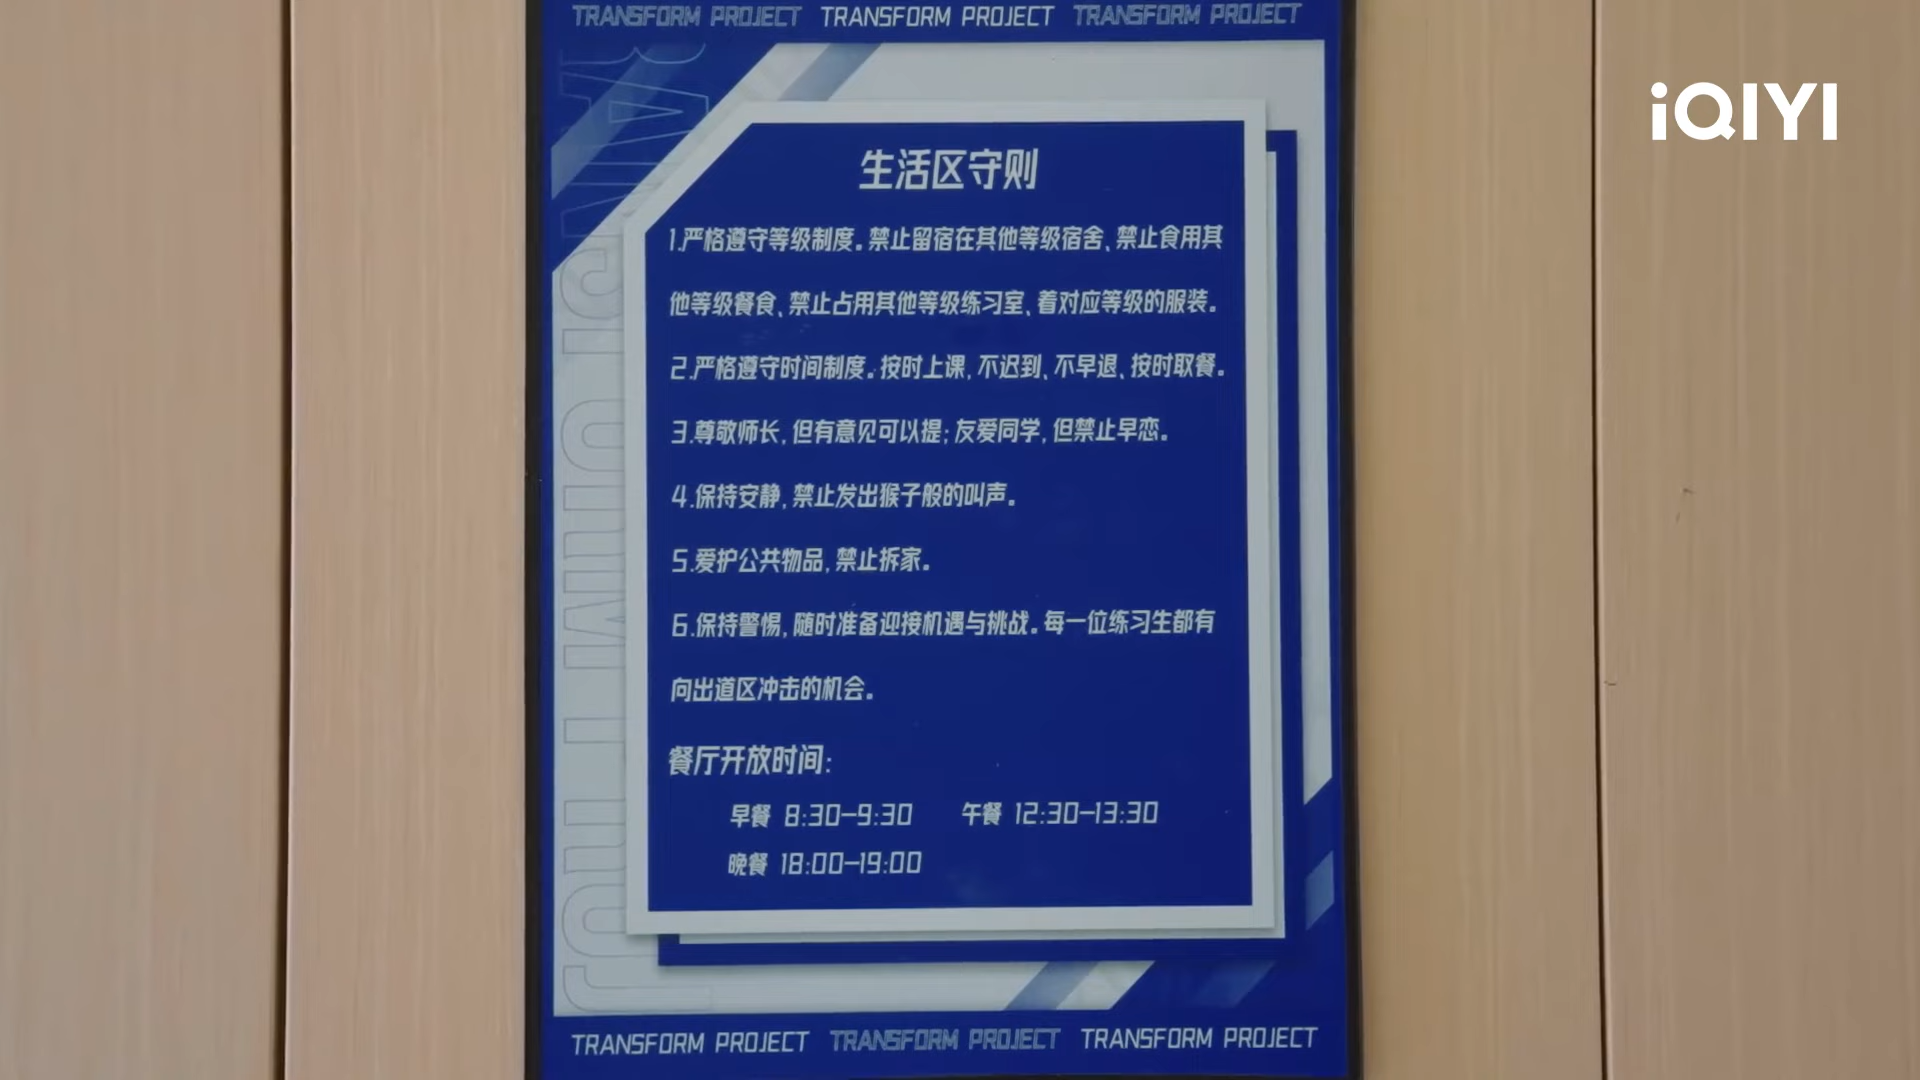 TRANSFORM PROJECT TRANSFORM PROJECT TRANSFORM PROJECT
iQIYI
生活区守则
1.严格遵守等级制度。禁止留宿在其他等级宿舍、禁止食用其
他等级餐食、禁止占用其他等级练习室、着对应等级的服装。
2.严格遵守时间制度。按时上课,不迟到、不早退、按时取餐。
3.尊敬师长,但有意见可以提;友爱同学,但禁止早恋。
4.保持安静,禁止发出猴子般的叫声。
5.爱护公共物品,禁止拆家。
6.保持警惕,随时准备迎接机遇与挑战。每一位练习生都有
向出道区冲击的机会。
餐厅开放时间:
早餐 8:30-9:30 午餐 12:30-13:30
晚餐 18:00-19:00
TRANSFORM PROJECT TRANSFORM PROJECT TRANSFORM PROJECT